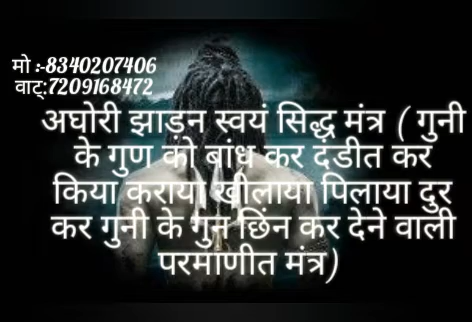 मो :-8340207406
वाट्:7209168472
अघोरी झाड़न स्वयं सिद्ध मंत्र ( गुनी
के गुण को बांध कर दंडीत कर
किया कराया खीलाया पिलाया दुर
कर गुनी के गुन छिंन कर देने वाली
परमाणीत मंत्र)